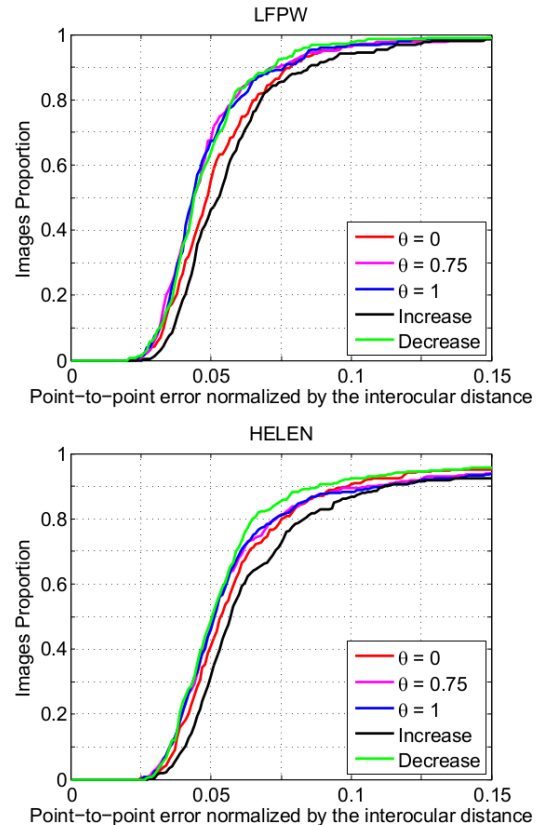 LFPW
1
0.8
0.6
0.4
0.2
0
Images Proportion
θ = 0
θ = 0.75
θ = 1
Increase
Decrease
0 0.05 0.1 0.15
Point−to−point error normalized by the interocular distance
HELEN
1
0.8
0.6
0.4
0.2
0
Images Proportion
θ = 0
θ = 0.75
θ = 1
Increase
Decrease
0.05 0.1 0.15
Point−to−point error normalized by the interocular distance